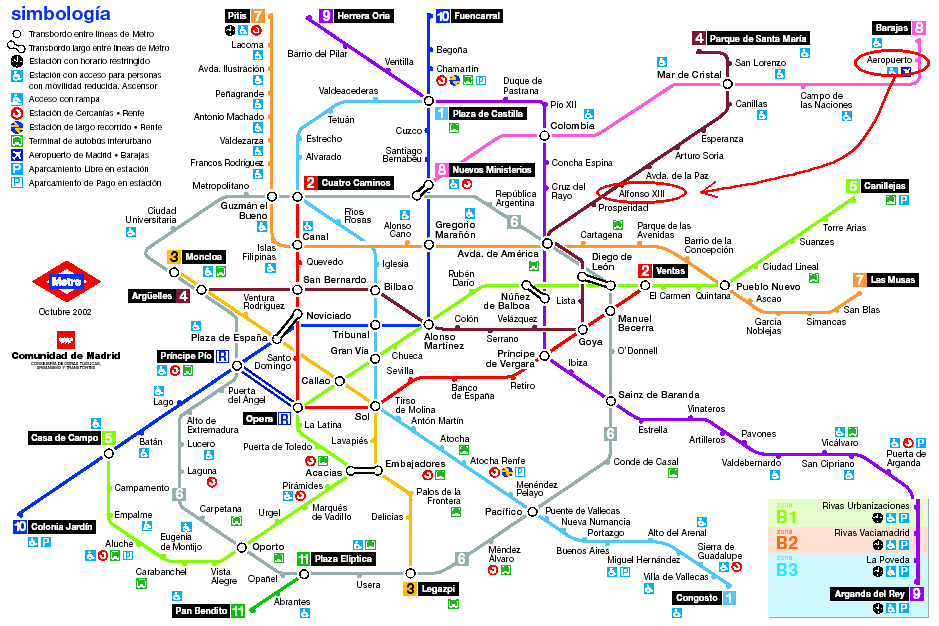 simbología
Transbordo entre líneas de Metro
Transbordo largo entre líneas de Metro
Estación con horario restringido
Estación con acceso para personas
con movilidad reducida. Ascensor
Acceso con rampa
Estación de Cercanías • Renfe
Estación de largo recorrido • Renfe
Terminal de autobús interurbano
Aeropuerto de Madrid • Barajas
Aparcamiento Libre en estación
Aparcamiento de Pago en estación
Metro
Octubre 2002
Comunidad de Madrid
Pitis 7
9 Herrera Oria
10 Fuencarral
4 Parque de Santa María
Barajas 8
Aeropuerto
Lacoma
Barrio del Pilar
Begoña
San Lorenzo
Avda. Ilustración
Ventilla
Chamartín
Mar de Cristal
Peñagrande
Valdeacederas
Duque de
Pastrana
Pío XII
Canillas
Campo de
las Naciones
Antonio Machado
Tetuán
1 Plaza de Castilla
Colombia
Valdezarza
Estrecho
Cuzco
Esperanza
Francos Rodríguez
Alvarado
Santiago
Bernabeu
Concha Espina
Arturo Soria
Metropolitano
2 Cuatro Caminos
8 Nuevos Ministerios
Avda. de la Paz
Cruz del
Rayo
Alfonso XIII
5 Canillejas
Guzmán el
Bueno
República
Argentina
6
Prosperidad
Ciudad
Universitaria
Ríos
Rosas
Alonso
Cano
Gregorio
Marañón
Canal
Islas
Filipinas
Avda. de América
Cartagena
Parque de las
Avenidas
Torre Arias
Suanzes
Barrio de la
Concepción
3 Moncloa
Quevedo
Iglesia
Rubén
Darío
Diego de
León
2 Ventas
Ciudad Lineal
7 Las Musas
Argüelles 4
San Bernardo
Bilbao
Núñez
de Balboa
Lista
El Carmen
Quintana
Pueblo Nuevo
Ascao
San Blas
Ventura
Rodríguez
Noviciado
Colón
Velázquez
Manuel
Becerra
García
Noblejas
Simancas
Plaza de España
Tribunal
Alonso
Martínez
Serrano
Goya
Príncipe Pío R
Santo
Domingo
Gran Vía
Chueca
Príncipe
de Vergara
O'Donnell
Callao
Sevilla
Ibiza
Banco
de España
Retiro
Puerta
del Ángel
Lago
Opera R
Sol
Tirso
de Molina
Sainz de Baranda
Alto de
Extremadura
La Latina
Antón Martín
Estrella
Vinateros
Casa de Campo 5
Batán
Lucero
Puerta de Toledo
Lavapiés
Atocha
6
Artilleros
Pavones
Vicálvaro
Puerta de
Arganda
Laguna
Acacias
Embajadores
Atocha Renfe
Conde de Casal
Valdebernardo
San Cipriano
6
Campamento
Pirámides
Palos de la
Frontera
Menéndez
Pelayo
Carpetana
Urgel
Marqués
de Vadillo
Delicias
Pacífico
Puente de Vallecas
Nueva Numancia
zona
B1
Rivas Urbanizaciones
10 Colonia Jardín
Empalme
Aluche
Eugenia
de Montijo
Oporto
11 Plaza Elíptica
6
Méndez
Álvaro
Portazgo
Buenos Aires
Alto del Arenal
Sierra de
Guadalupe
zona
B2
Rivas Vaciamadrid
Carabanchel
Vista
Alegre
Opanel
Usera
Miguel Hernández
Villa de Vallecas
zona
B3
La Poveda
3 Legazpi
Pan Bendito 11
Abrantes
Congosto 1
Arganda del Rey 9